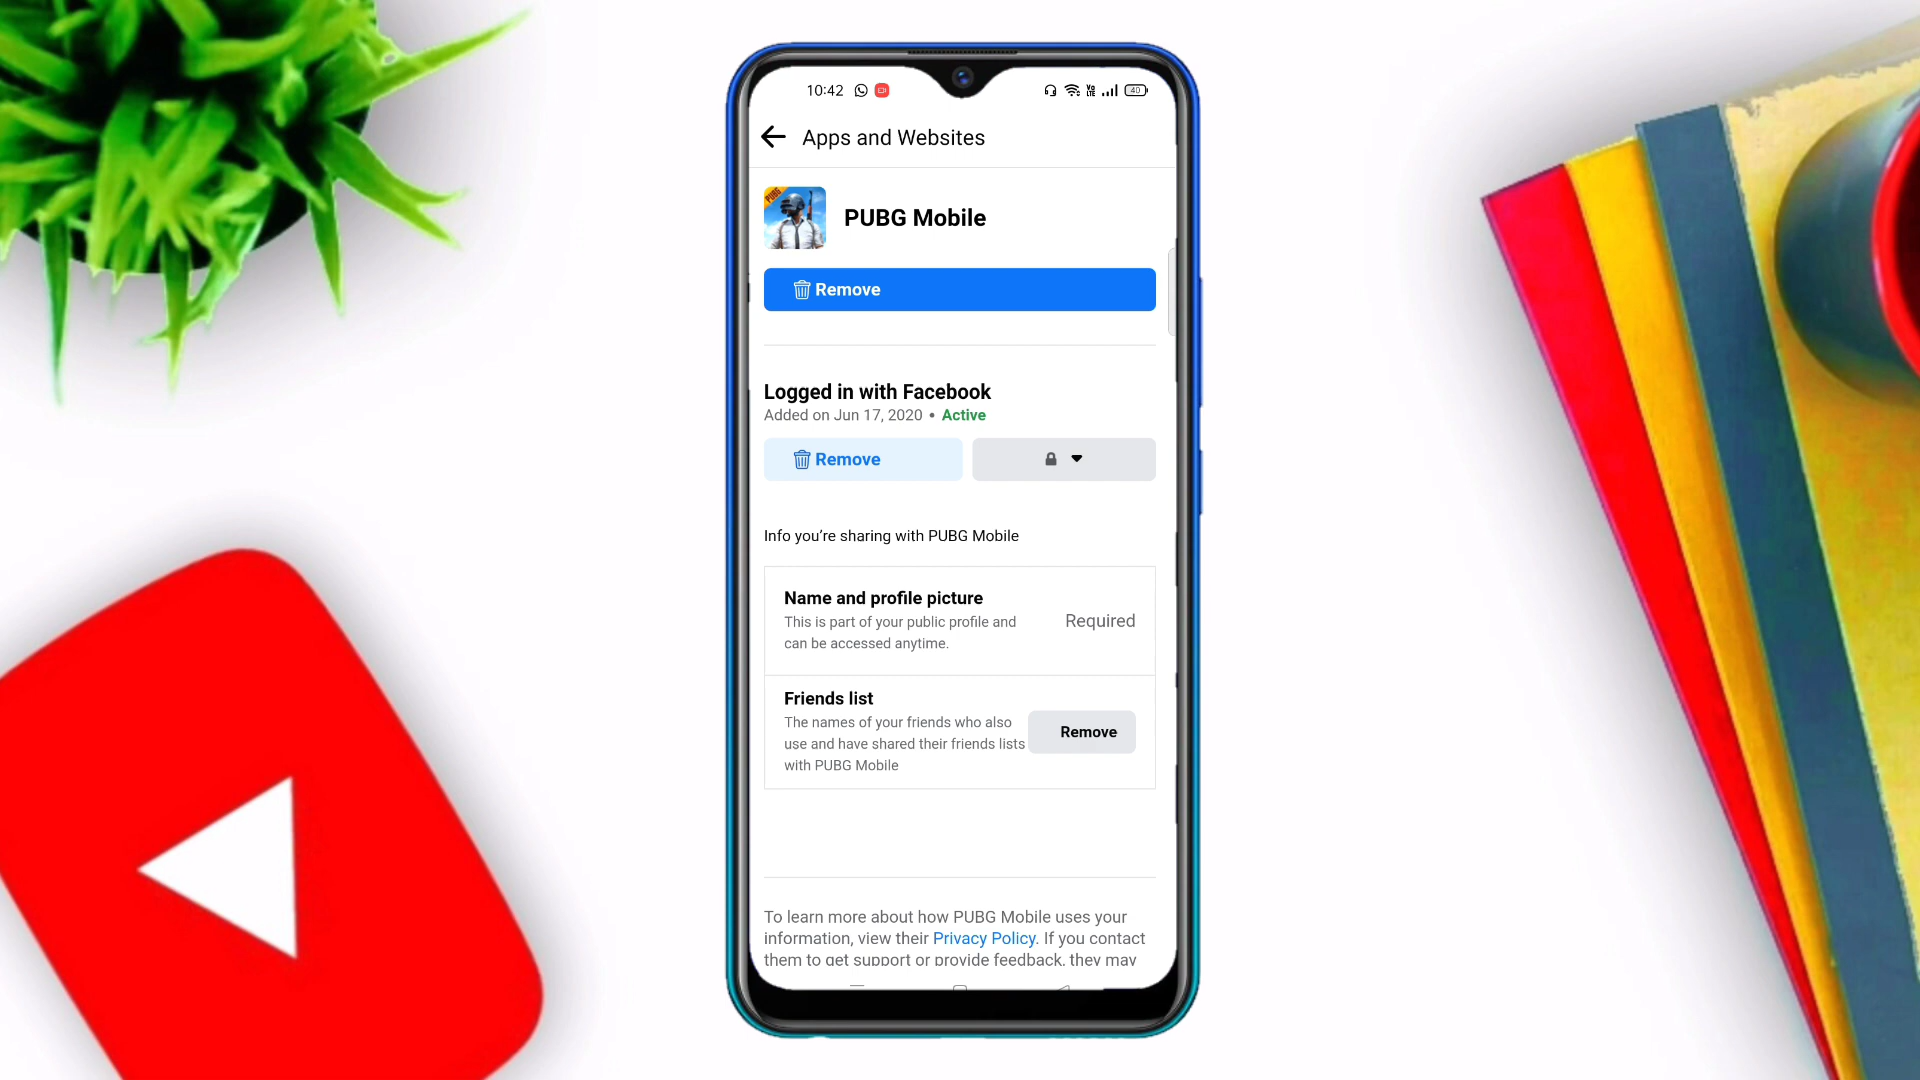 10:42
40
Apps and Websites
PUBG
PUBG Mobile
Remove
Logged in with Facebook
Added on Jun 17, 2020 • Active
Remove
Info you’re sharing with PUBG Mobile
Name and profile picture
This is part of your public profile and
can be accessed anytime.
Required
Friends list
The names of your friends who also
use and have shared their friends lists
with PUBG Mobile
Remove
To learn more about how PUBG Mobile uses your
information, view their Privacy Policy. If you contact
them to get support or provide feedback, they may